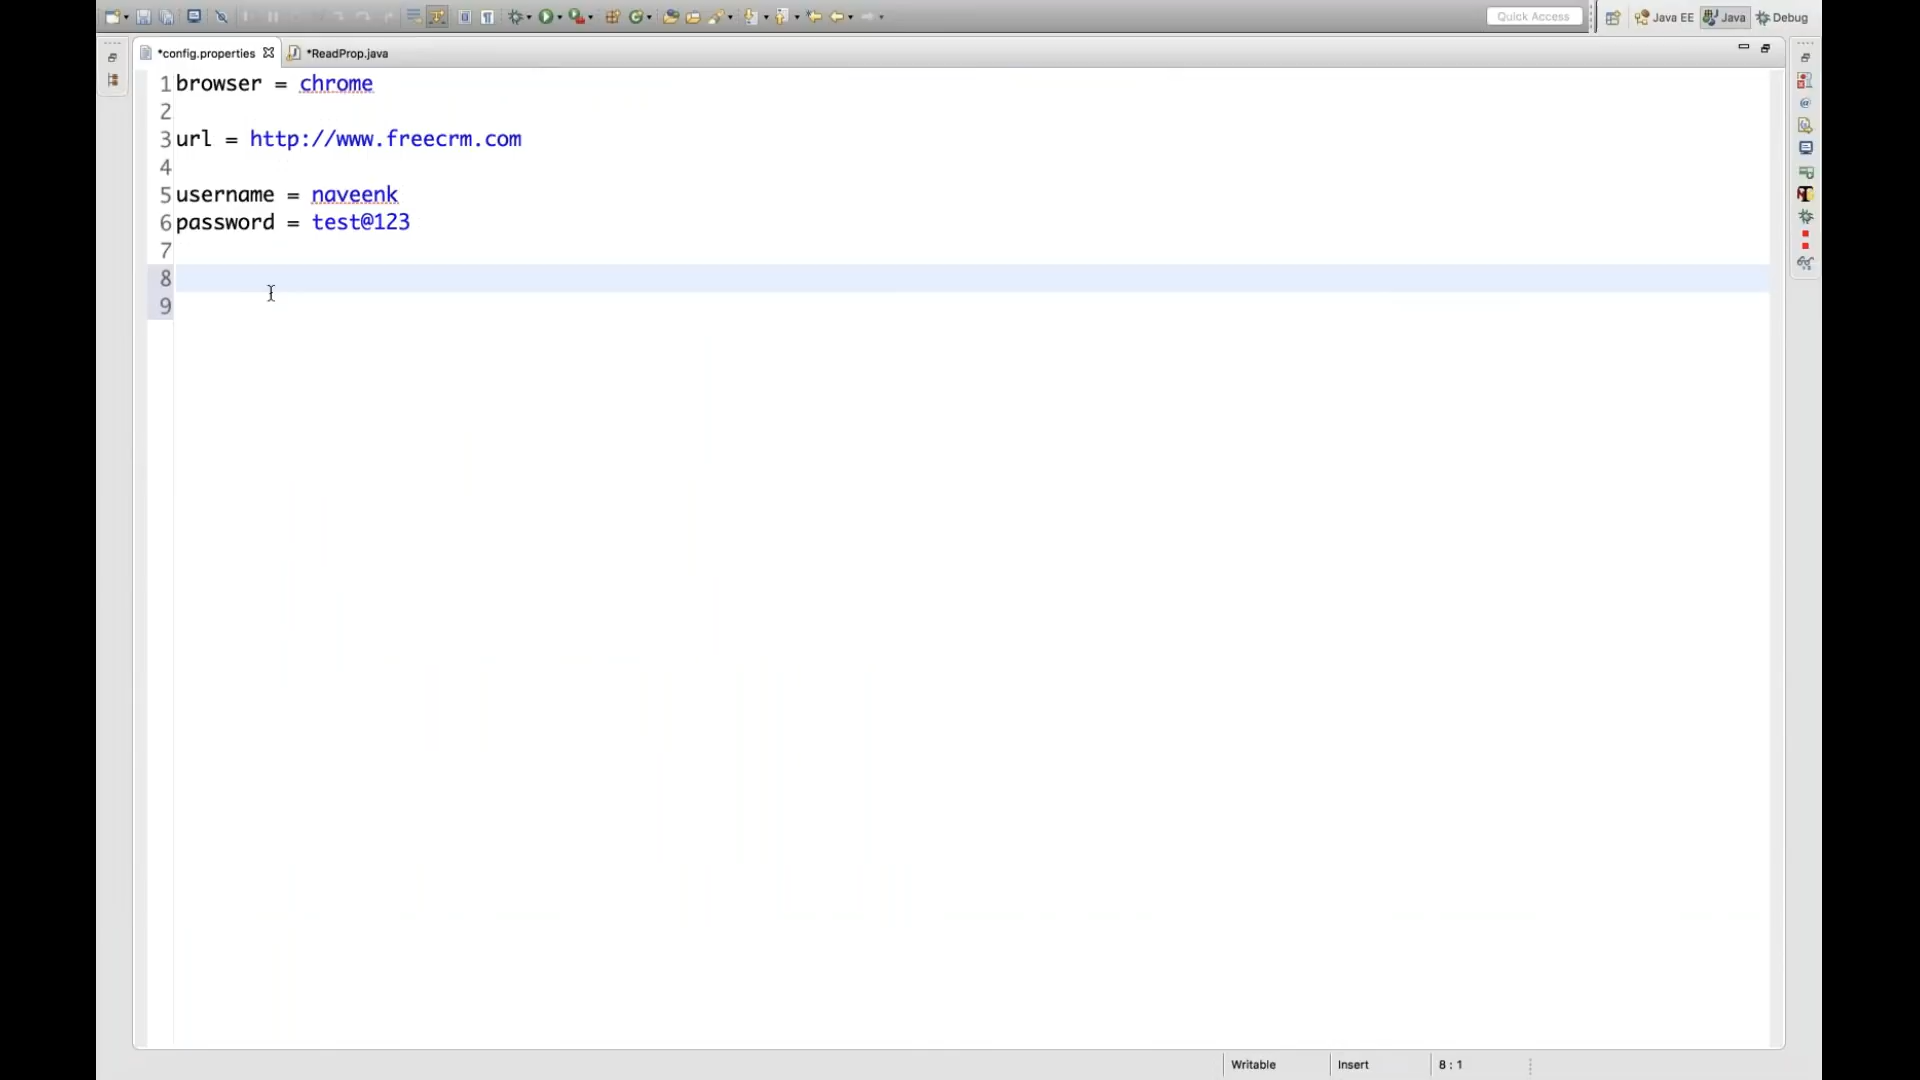 Quick Access
Java EE
Java
Debug
*config.properties
*ReadProp.java
1 browser = chrome
2
3 url = http://www.freecrm.com
4
5 username = naveenk
6 password = test@123
7
8
9
Writable
Insert
8 : 1